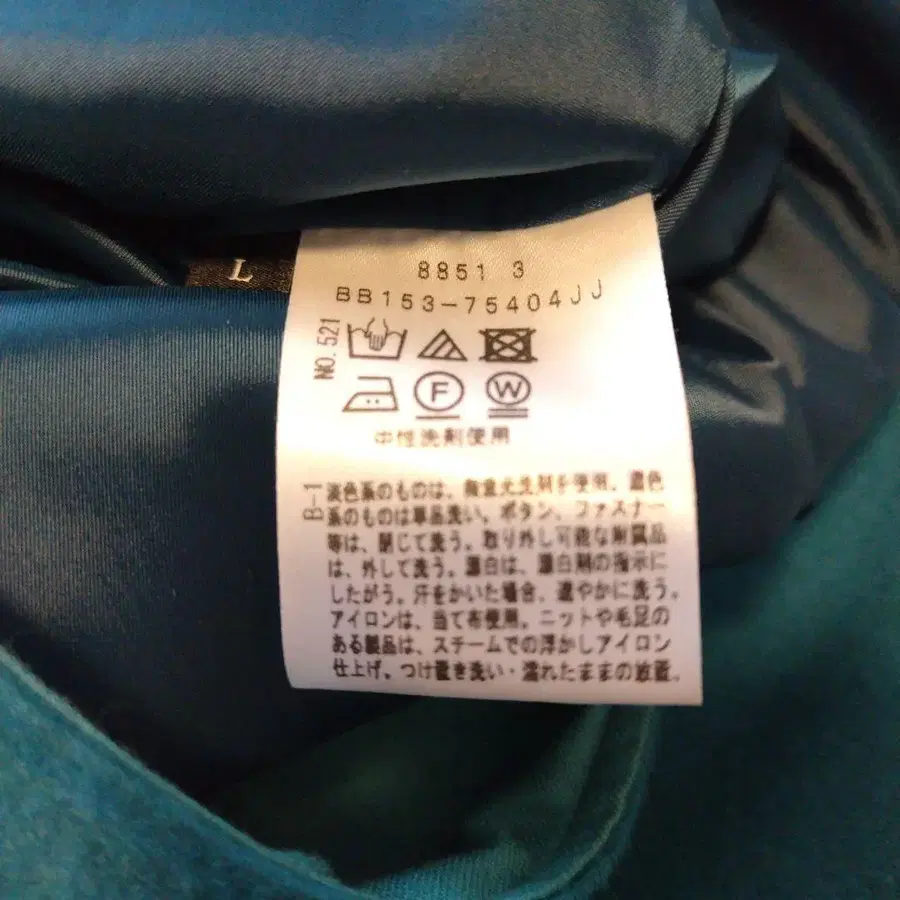 L
8851 3
BB153-75404JJ
NO. 521
F W
中性洗剤使用
B-1
淡色系のものは、無蛍光洗剤を使用。濃色
系のものは単品洗い。ボタン、ファスナー
等は、閉じて洗う。取り外し可能な附属品
は、外して洗う。漂白は、漂白剤の指示に
したがう。汗をかいた場合、速やかに洗う。
アイロンは、当て布使用。ニットや毛足の
ある製品は、スチームでの浮かしアイロン
仕上げ。つけ置き洗い・濡れたままの放置。